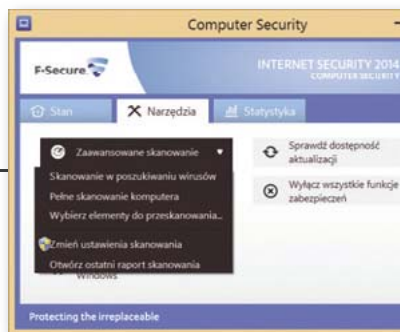 Computer Security
F-Secure
INTERNET SECURITY 2014
COMPUTER SECURITY
Stan
Narzędzia
Statystyka
Zaawansowane skanowanie
Skanowanie w poszukiwaniu wirusów
Pełne skanowanie komputera
Wybierz elementy do przeskanowania...
Zmień ustawienia skanowania
Otwórz ostatni raport skanowania
Windows
Sprawdź dostępność
aktualizacji
Wyłącz wszystkie funkcje
zabezpieczeń
Protecting the irreplaceable